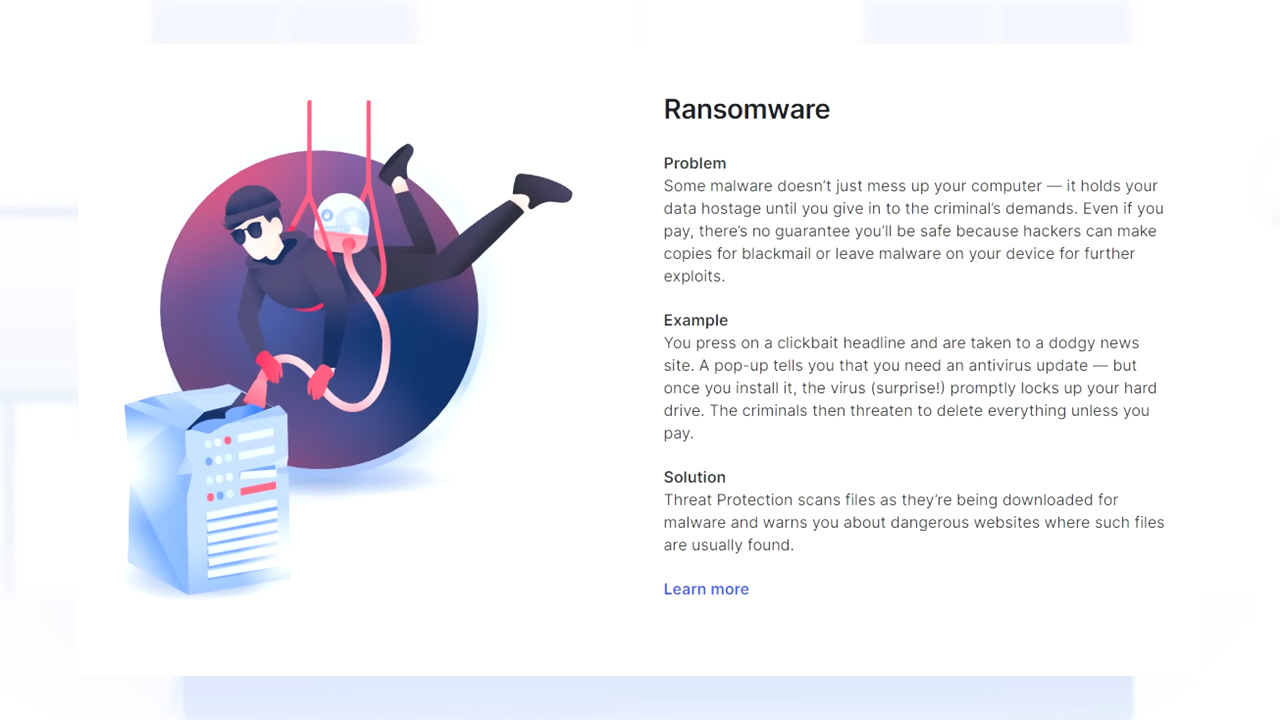 Ransomware
Problem
Some malware doesn’t just mess up your computer — it holds your
data hostage until you give in to the criminal’s demands. Even if you
pay, there’s no guarantee you’ll be safe because hackers can make
copies for blackmail or leave malware on your device for further
exploits.
Example
You press on a clickbait headline and are taken to a dodgy news
site. A pop-up tells you that you need an antivirus update — but
once you install it, the virus (surprise!) promptly locks up your hard
drive. The criminals then threaten to delete everything unless you
pay.
Solution
Threat Protection scans files as they’re being downloaded for
malware and warns you about dangerous websites where such files
are usually found.
Learn more